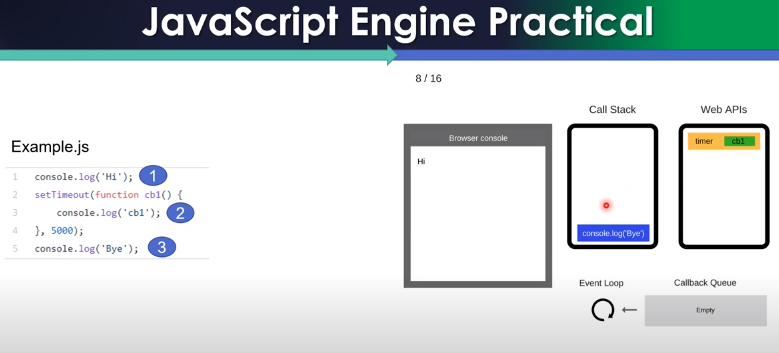 JavaScript Engine Practical
8 / 16
Example.js
1 console.log('Hi'); 1
2 setTimeout(function cb1() {
3     console.log('cb1'); 2
4 }, 5000);
5 console.log('Bye'); 3
Browser console
Hi
Call Stack
console.log('Bye')
Web APIs
timer cb1
Event Loop
Callback Queue
Empty